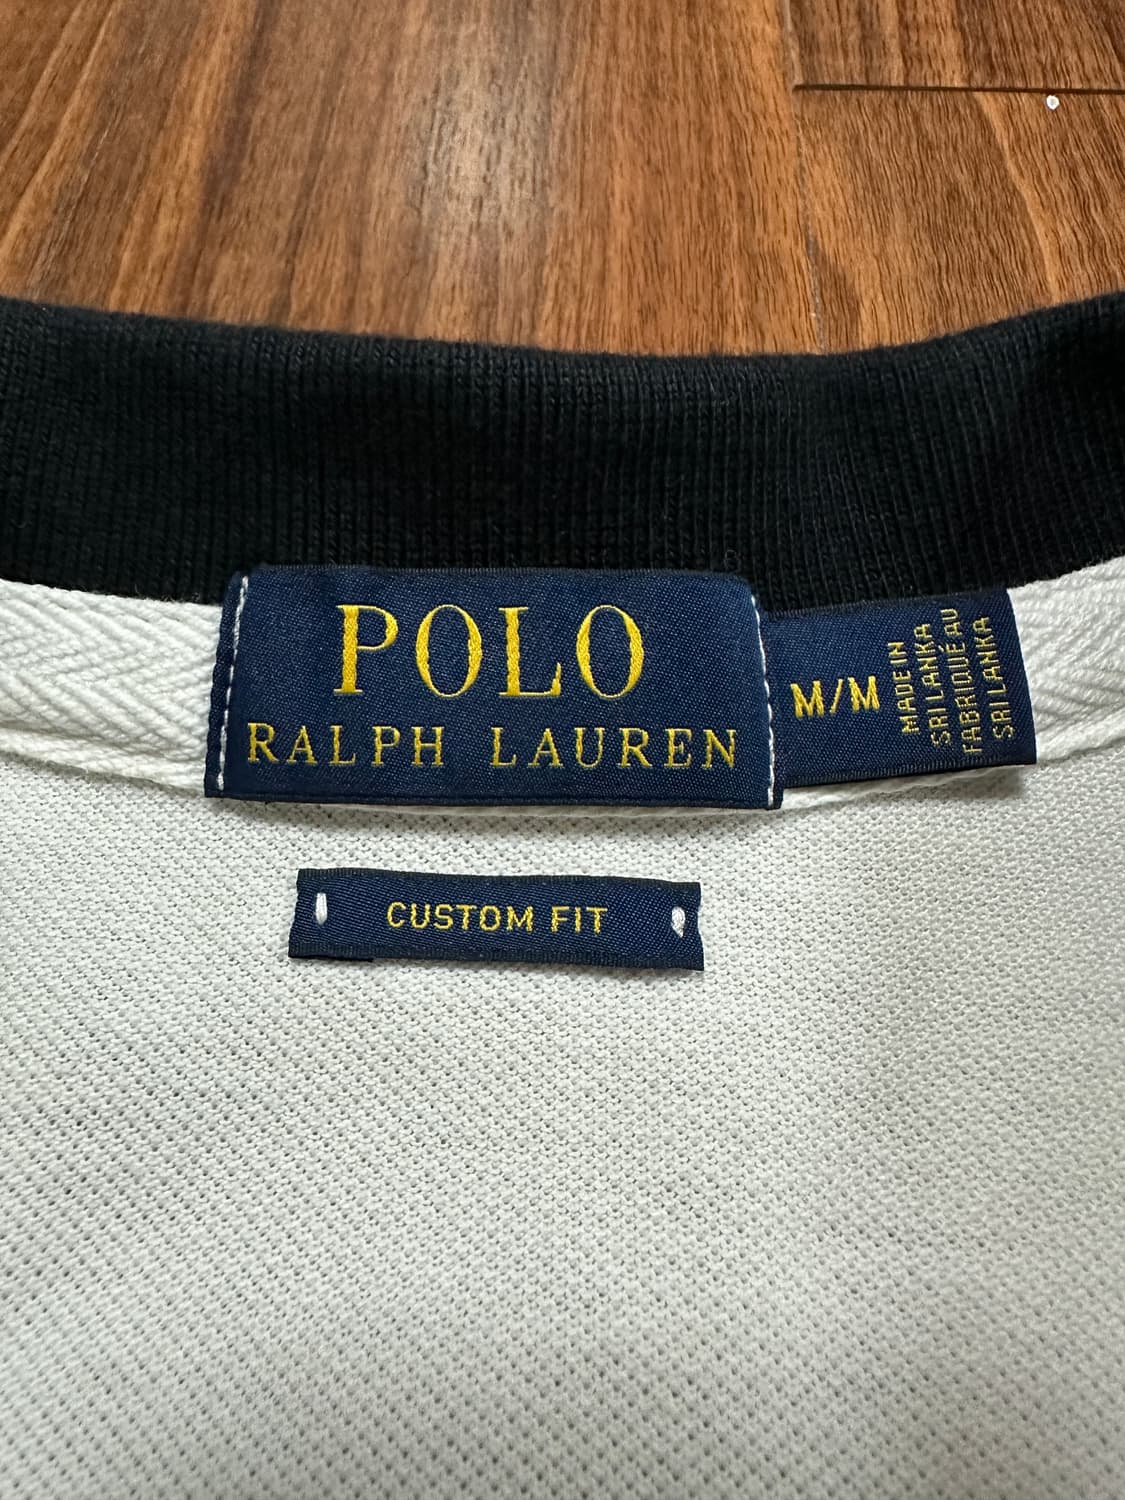 POLO
RALPH LAUREN
M/M
MADE IN
SRI LANKA
FABRIQUÉ AU
SRI LANKA
CUSTOM FIT